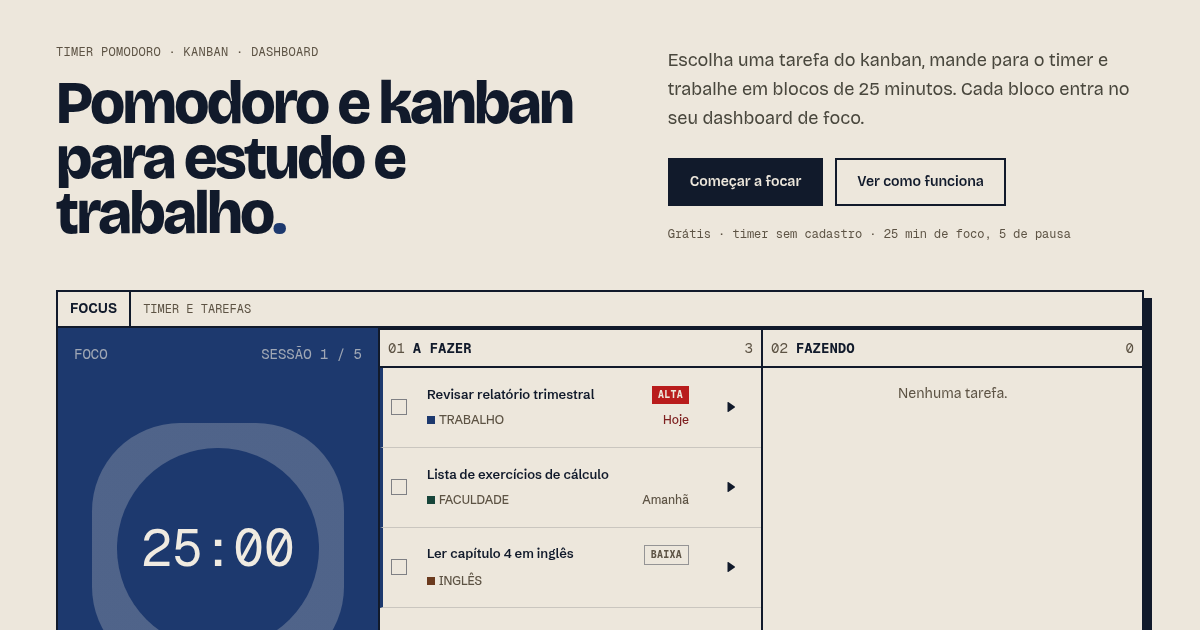 TIMER POMODORO · KANBAN · DASHBOARD
Pomodoro e kanban
para estudo e
trabalho.
Escolha uma tarefa do kanban, mande para o timer e
trabalhe em blocos de 25 minutos. Cada bloco entra no
seu dashboard de foco.
Começar a focar
Ver como funciona
Grátis · timer sem cadastro · 25 min de foco, 5 de pausa
FOCUS
TIMER E TAREFAS
FOCO
SESSÃO 1 / 5
25:00
01 A FAZER 3
Revisar relatório trimestral ALTA
TRABALHO Hoje
Lista de exercícios de cálculo
FACULDADE Amanhã
Ler capítulo 4 em inglês BAIXA
INGLÊS
02 FAZENDO 0
Nenhuma tarefa.